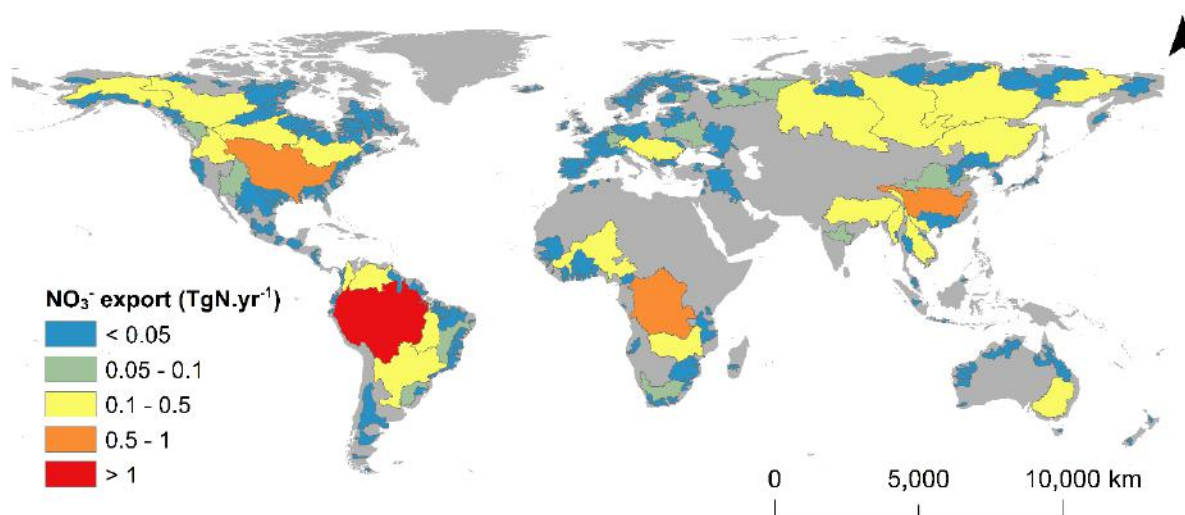 NO₃⁻ export (TgN.yr⁻¹)
< 0.05
0.05 - 0.1
0.1 - 0.5
0.5 - 1
> 1
0 5,000 10,000 km